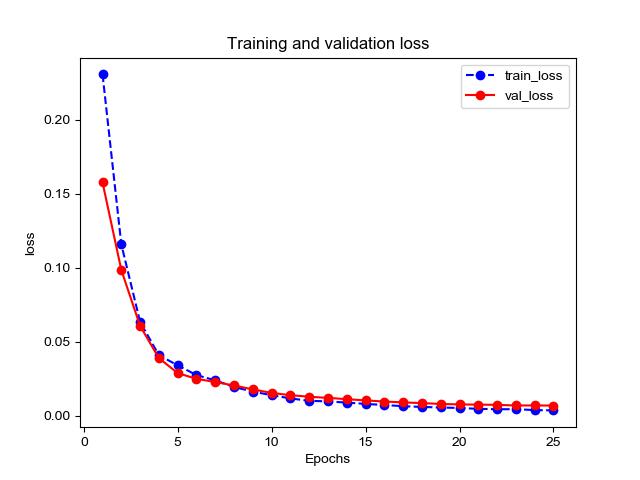 Training and validation loss
train_loss
val_loss
0.20
0.15
0.10
0.05
0.00
loss
0 5 10 15 20 25
Epochs